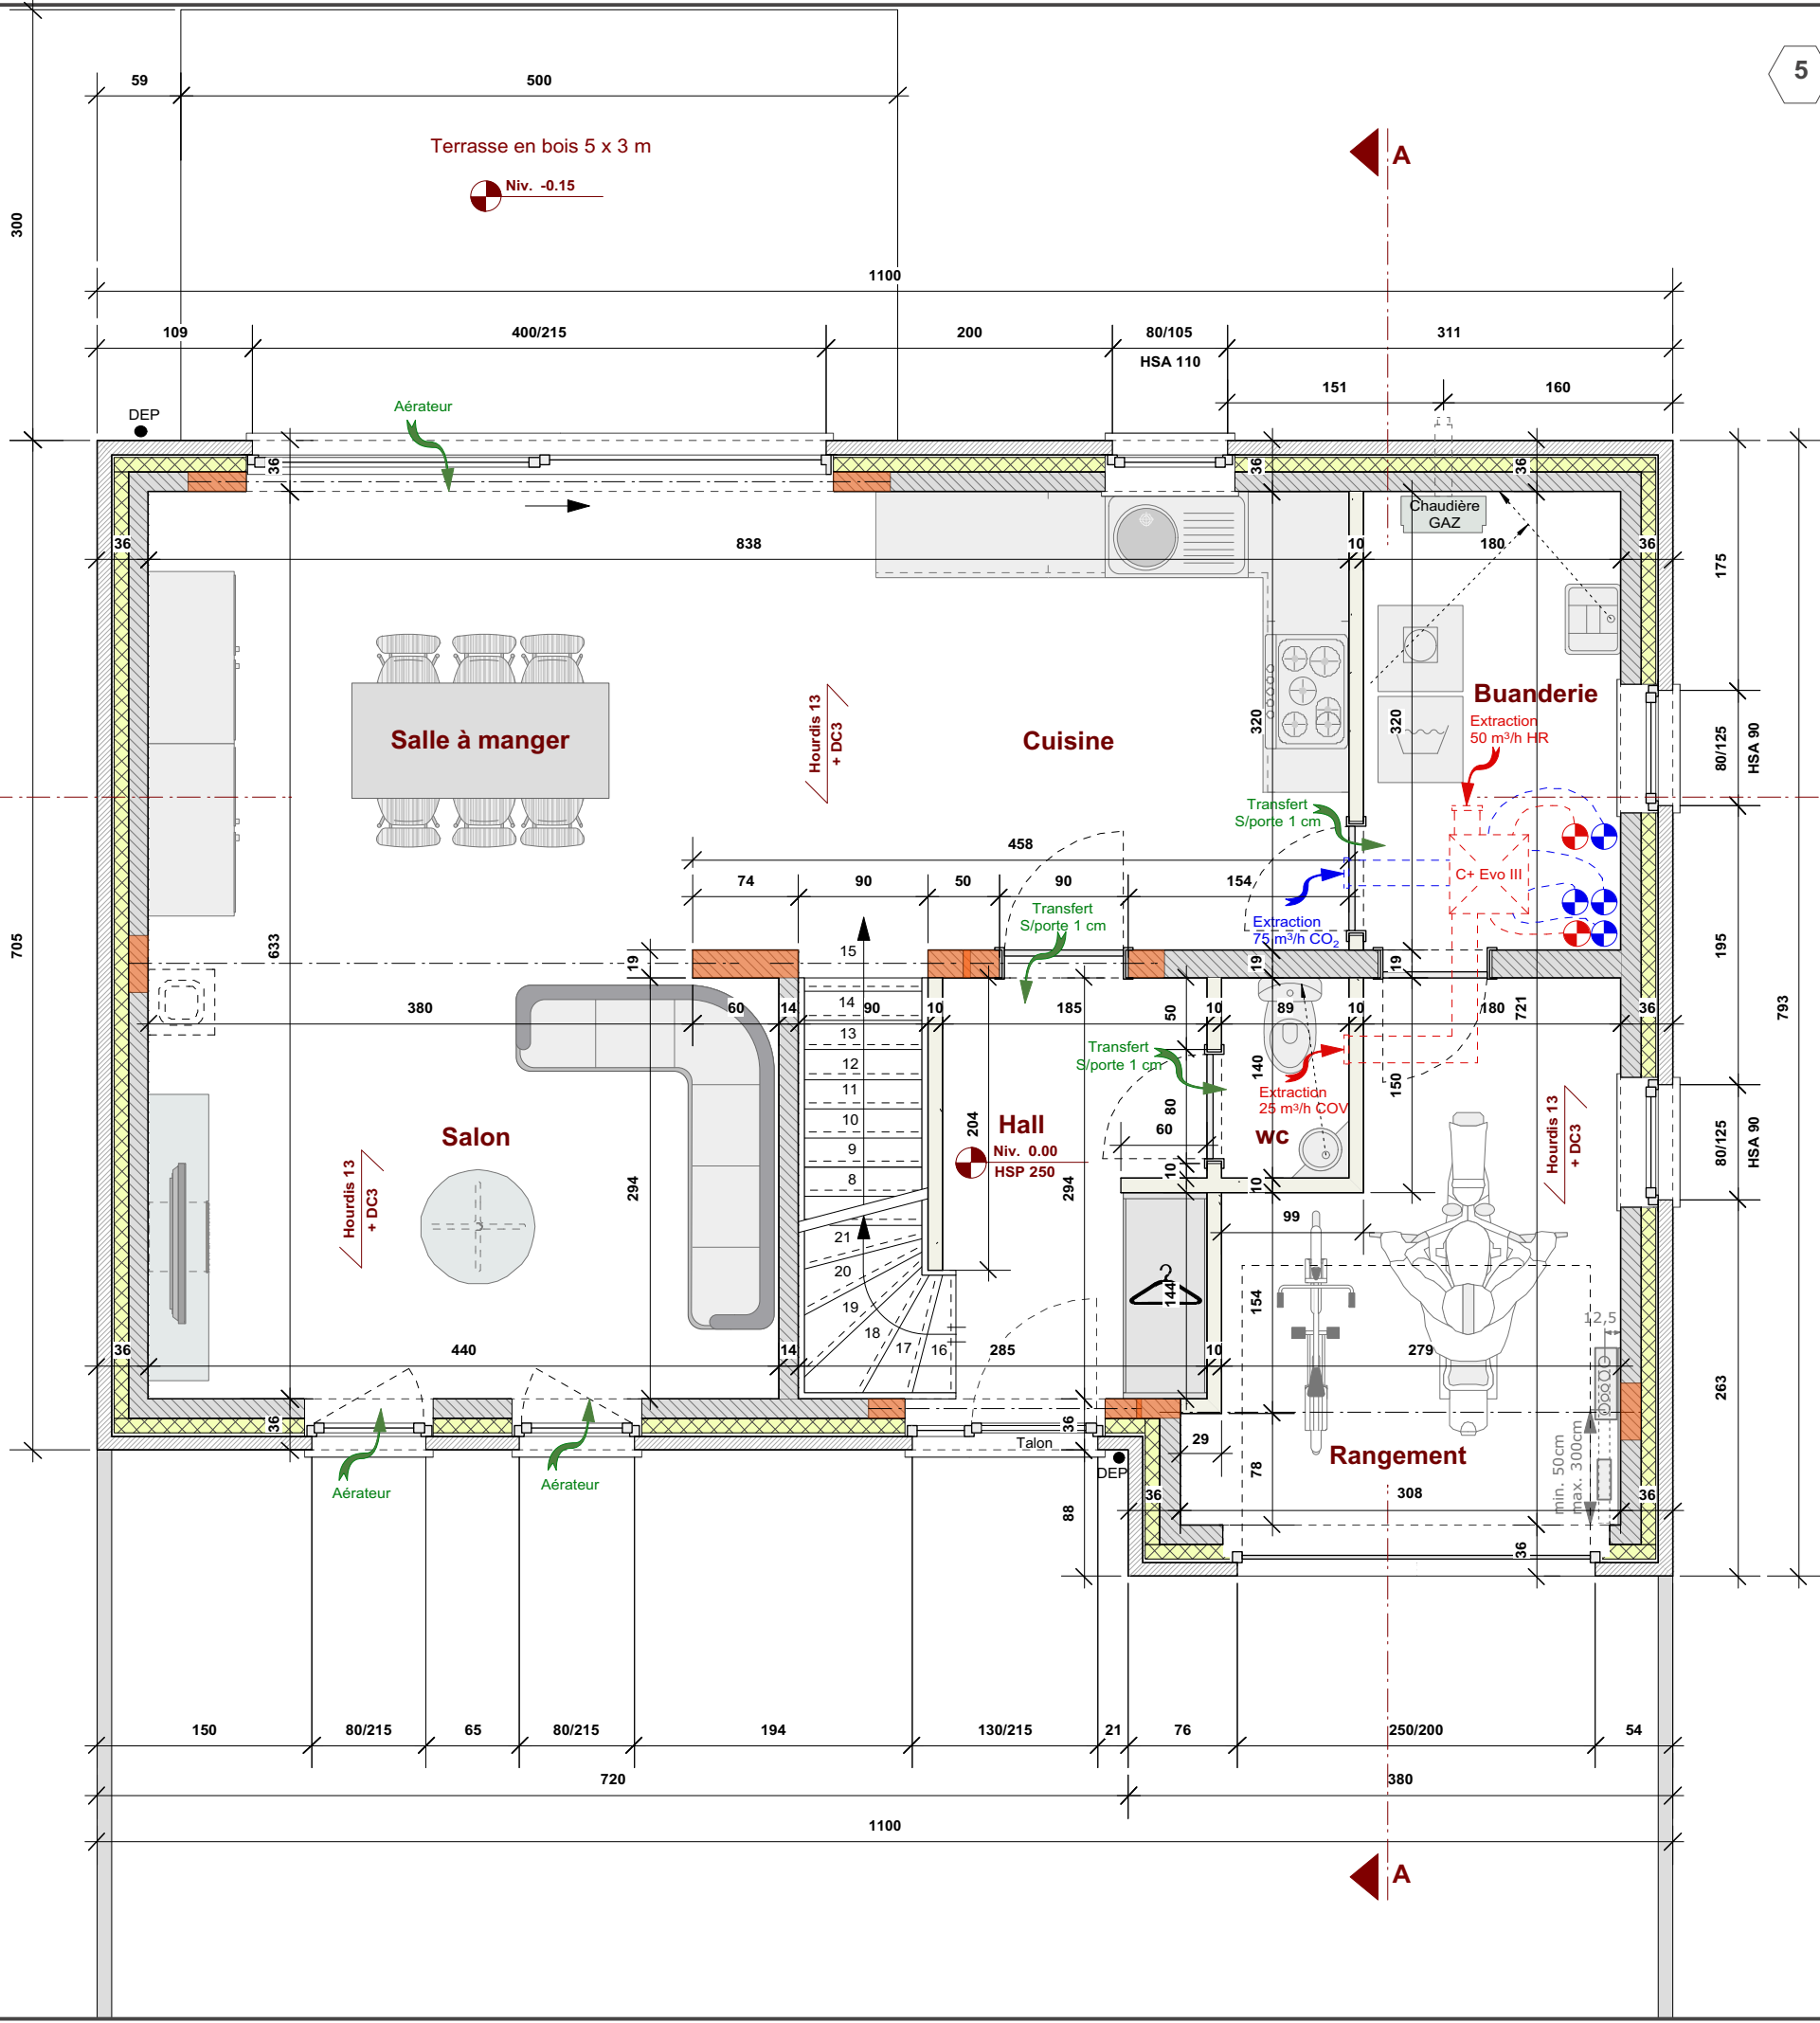 59
500
5
Terrasse en bois 5 x 3 m
Niv. -0.15
A
300
1100
109
400/215
200
80/105
311
HSA 110
151
160
DEP
Aérateur
36
36
36
Chaudière
GAZ
36
838
10
180
36
175
Salle à manger
Hourdis 13
+ DC3
Cuisine
320
320
Buanderie
Extraction
50 m³/h HR
80/125
HSA 90
Transfert
S/porte 1 cm
458
74
90
50
90
154
C+ Evo III
Transfert
S/porte 1 cm
Extraction
75 m³/h CO₂
705
633
19
15
19
19
195
793
380
60
14
14
90
10
185
50
10
89
10
180
721
36
13
12
11
10
9
8
Transfert
S/porte 1 cm
140
150
Extraction
25 m³/h COV
80
60
204
Salon
Hall
Niv. 0.00
HSP 250
wc
Hourdis 13
+ DC3
80/125
HSA 90
Hourdis 13
+ DC3
294
294
10
10
99
21
20
19
18
17
16
144
154
12,5
36
440
14
285
10
279
263
36
36
Talon
DEP
29
78
Rangement
min. 50cm
max. 300cm
Aérateur
Aérateur
88
36
308
36
36
150
80/215
65
80/215
194
130/215
21
76
250/200
54
720
380
1100
A